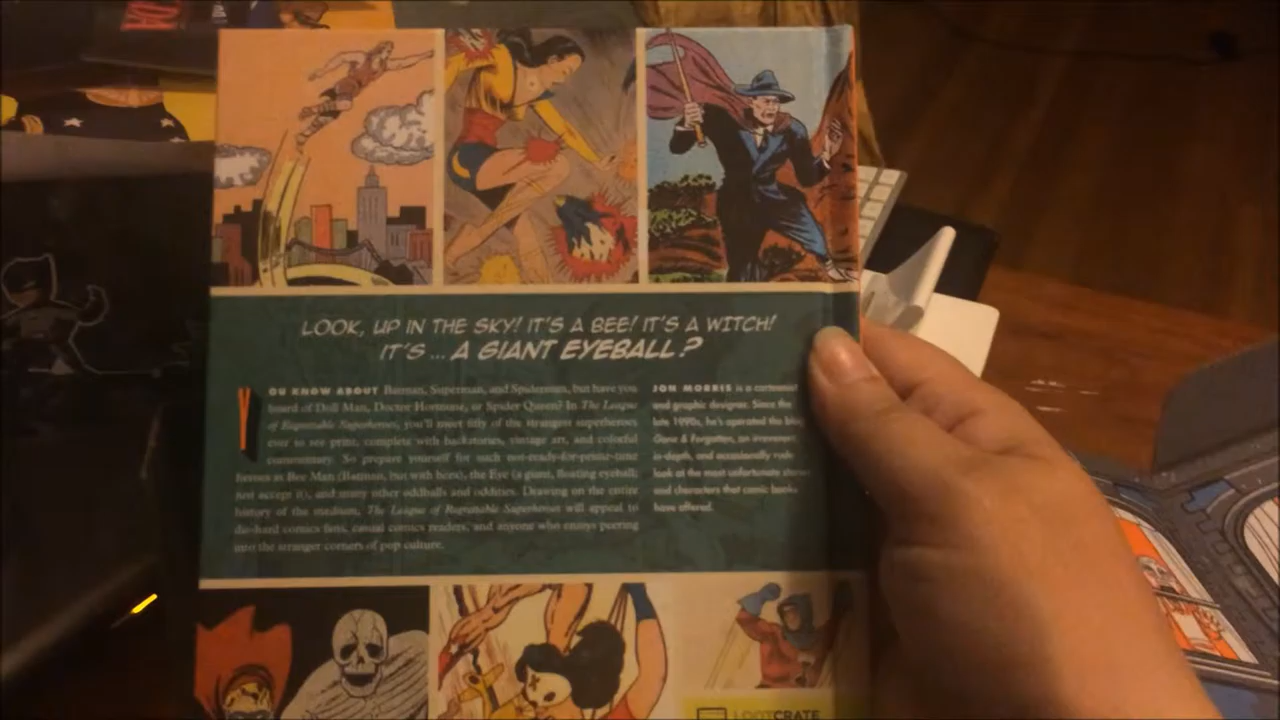 LOOK, UP IN THE SKY! IT'S A BEE! IT'S A WITCH!
IT'S ... A GIANT EYEBALL?
YOU KNOW ABOUT Batman, Superman, and Spiderman, but have you
heard of Doll Man, Doctor Hormone, or Spider Queen? In The League
of Regrettable Superheroes, you'll meet fifty of the strangest superheroes
ever to see print, complete with backstories, vintage art, and colorful
commentary. So prepare yourself for such not-ready-for-prime-time
heroes as Bee Man (Batman, but with bees), the Eye (a giant, floating eyeball;
just accept it), and many other oddballs and oddities. Drawing on the entire
history of the medium, The League of Regrettable Superheroes will appeal to
die-hard comics fans, casual comics readers, and anyone who enjoys peering
into the stranger corners of pop culture.
JON MORRIS is a cartoonist
and graphic designer. Since the
late 1990s, he's operated the blog
Gone & Forgotten, an irreverent,
in-depth, and occasionally rude
look at the most unfortunate stories
and characters that comic books
have offered.
LOOTCRATE